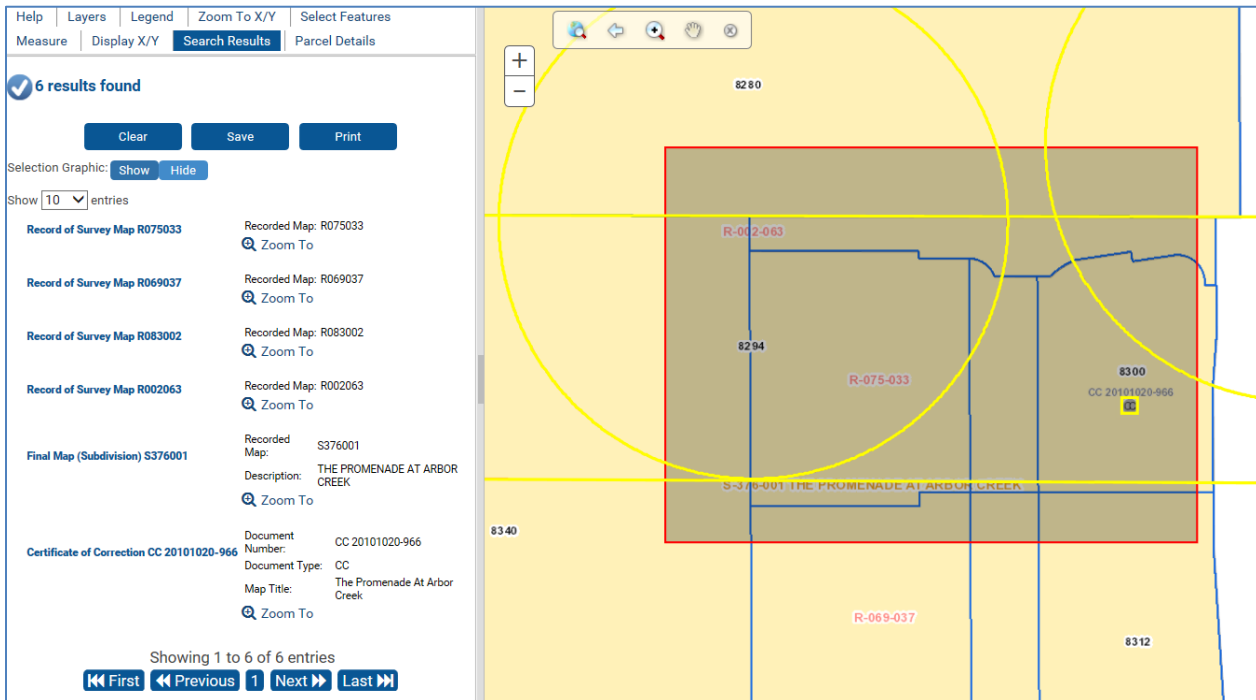 Help Layers Legend Zoom To X/Y Select Features
Measure Display X/Y Search Results Parcel Details
6 results found
Clear Save Print
Selection Graphic: Show Hide
Show 10 entries
Record of Survey Map R075033 Recorded Map: R075033
Zoom To
Record of Survey Map R069037 Recorded Map: R069037
Zoom To
Record of Survey Map R083002 Recorded Map: R083002
Zoom To
Record of Survey Map R002063 Recorded Map: R002063
Zoom To
Final Map (Subdivision) S376001
Recorded Map: S376001
Description: THE PROMENADE AT ARBOR CREEK
Zoom To
Certificate of Correction CC 20101020-966
Document Number: CC 20101020-966
Document Type: CC
Map Title: The Promenade At Arbor Creek
Zoom To
Showing 1 to 6 of 6 entries
First Previous 1 Next Last
+
−
8280
R-002-063
8294
R-075-033
8300
CC 20101020-966
CC
S-376-001 THE PROMENADE AT ARBOR CREEK
8340
R-069-037
8312